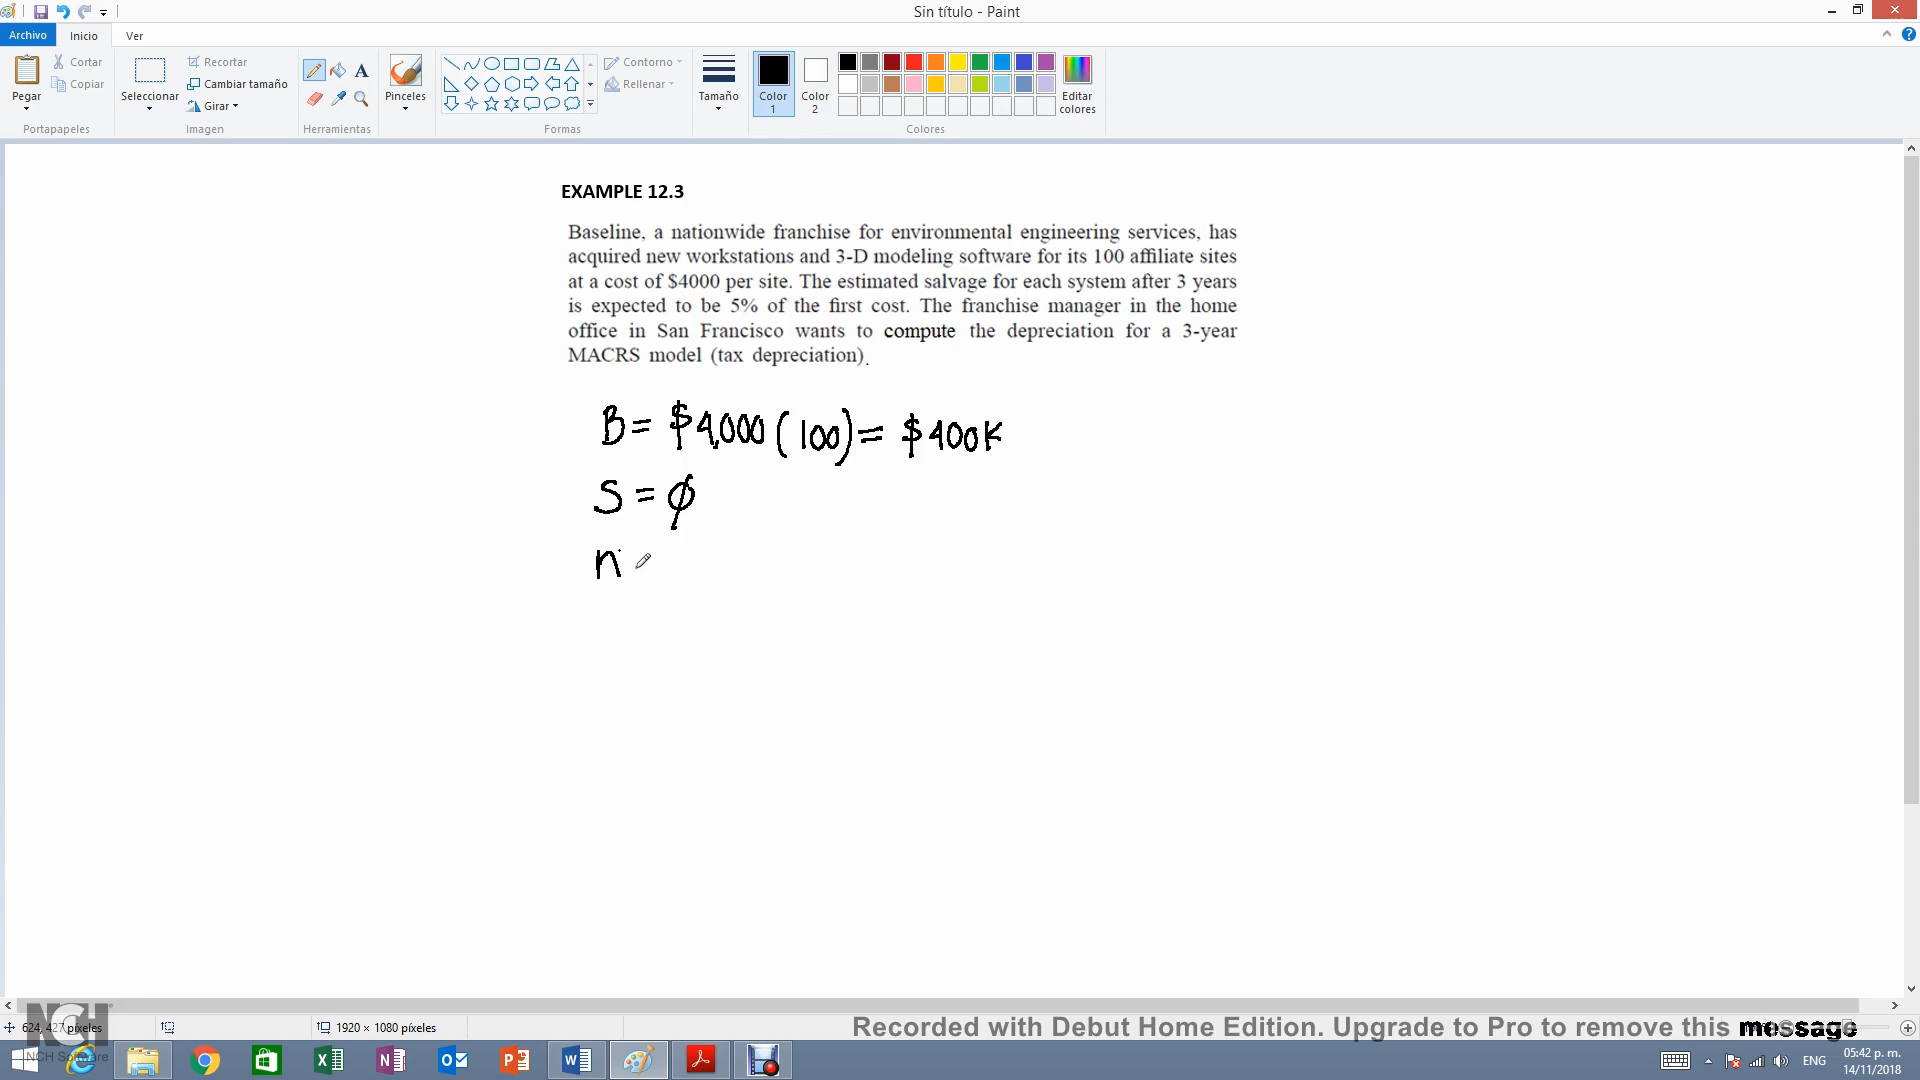 Sin título - Paint
Archivo Inicio Ver
Pegar Cortar Copiar Seleccionar Recortar Cambiar tamaño Girar A Pinceles Contorno Rellenar Tamaño Color 1 Color 2 Editar colores
Portapapeles Imagen Herramientas Formas Colores
EXAMPLE 12.3
Baseline, a nationwide franchise for environmental engineering services, has
acquired new workstations and 3-D modeling software for its 100 affiliate sites
at a cost of $4000 per site. The estimated salvage for each system after 3 years
is expected to be 5% of the first cost. The franchise manager in the home
office in San Francisco wants to compute the depreciation for a 3-year
MACRS model (tax depreciation).
B = $4,000 (100) = $400K
S = ϕ
n
624, 427 píxeles 1920 × 1080 píxeles
Recorded with Debut Home Edition. Upgrade to Pro to remove this message
NCH
NCH Software
ENG 05:42 p. m.
14/11/2018